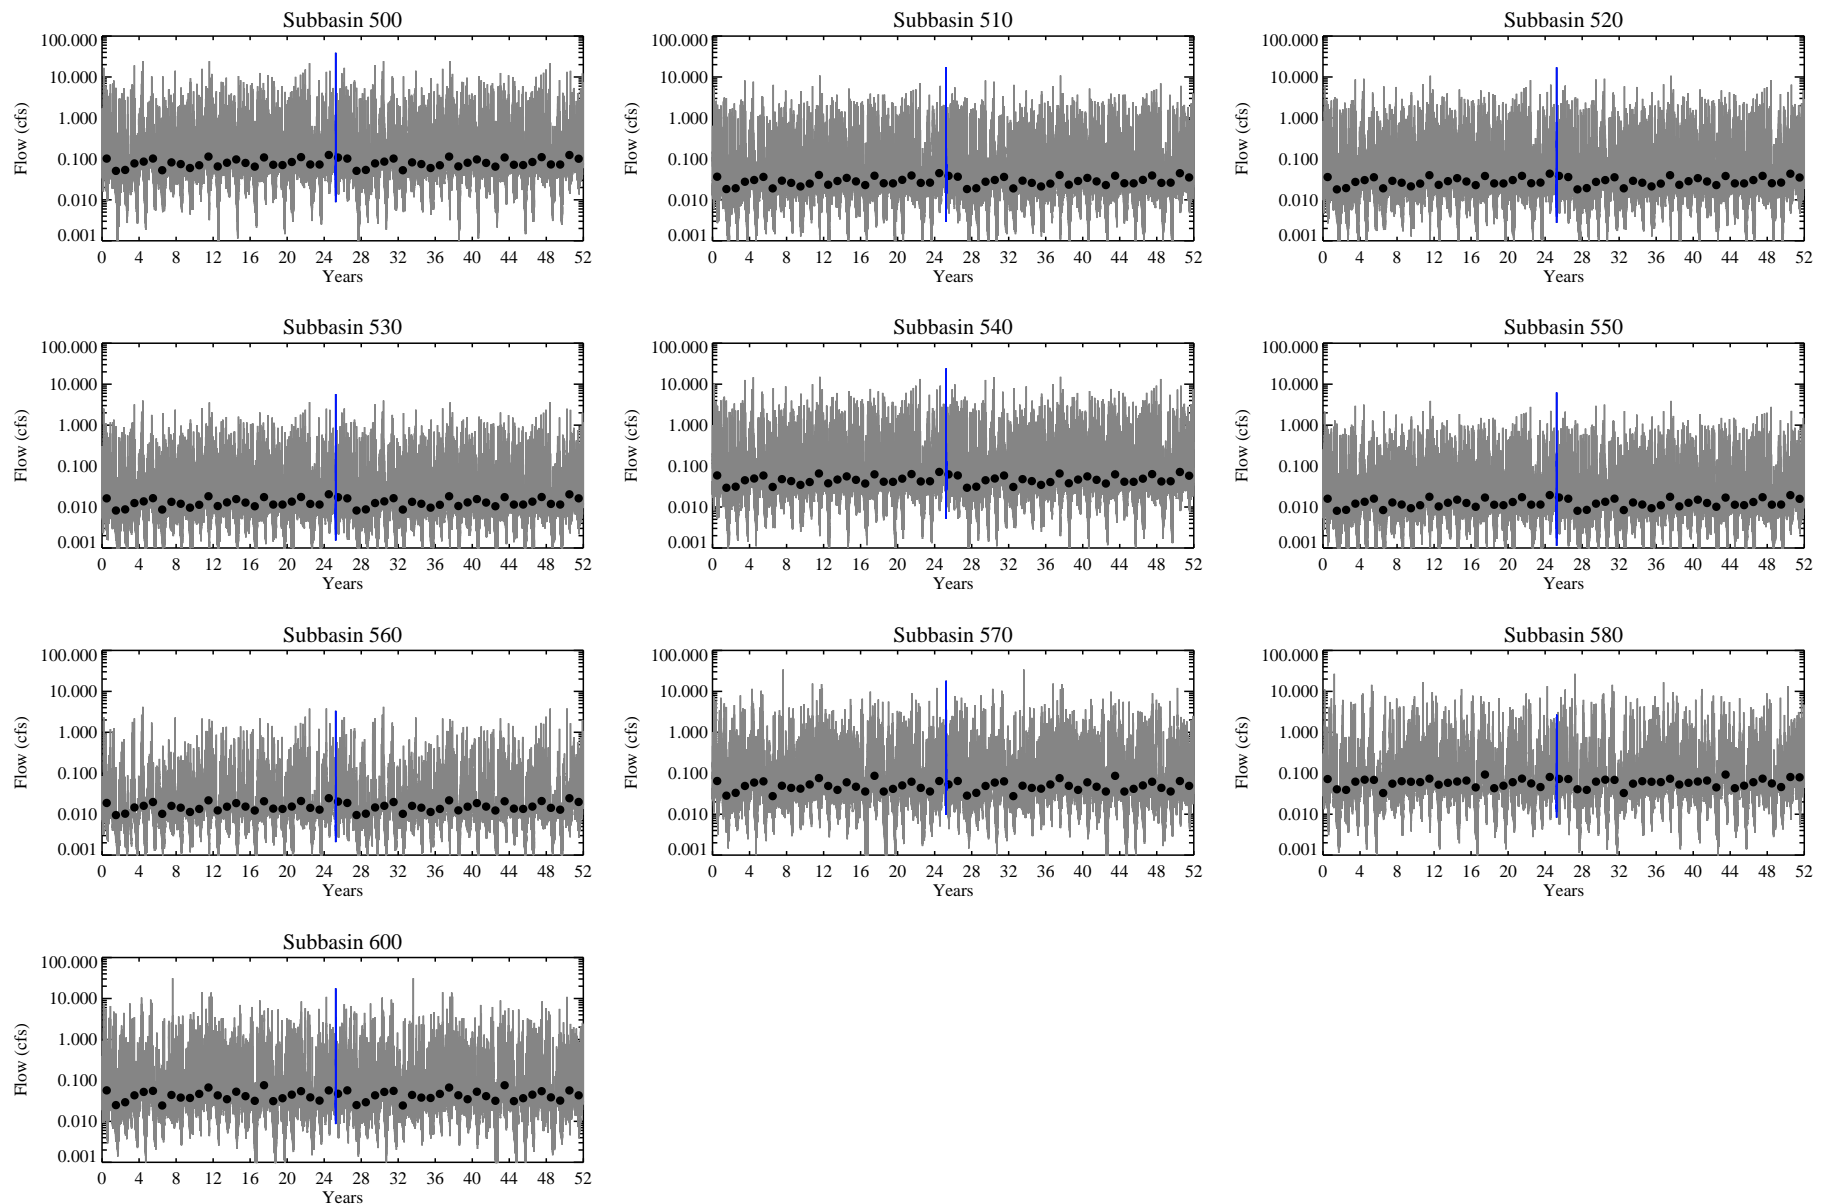 Subbasin 500 Subbasin 510 Subbasin 520
100.000 100.000 100.000
10.000 10.000 10.000
1.000 1.000 1.000
Flow (cfs) Flow (cfs) Flow (cfs)
0.100 0.100 0.100
0.010 0.010 0.010
0.001 0.001 0.001
0 4 8 12 16 20 24 28 32 36 40 44 48 52 0 4 8 12 16 20 24 28 32 36 40 44 48 52 0 4 8 12 16 20 24 28 32 36 40 44 48 52
Years Years Years
Subbasin 530 Subbasin 540 Subbasin 550
100.000 100.000 100.000
10.000 10.000 10.000
1.000 1.000 1.000
Flow (cfs) Flow (cfs) Flow (cfs)
0.100 0.100 0.100
0.010 0.010 0.010
0.001 0.001 0.001
0 4 8 12 16 20 24 28 32 36 40 44 48 52 0 4 8 12 16 20 24 28 32 36 40 44 48 52 0 4 8 12 16 20 24 28 32 36 40 44 48 52
Years Years Years
Subbasin 560 Subbasin 570 Subbasin 580
100.000 100.000 100.000
10.000 10.000 10.000
1.000 1.000 1.000
Flow (cfs) Flow (cfs) Flow (cfs)
0.100 0.100 0.100
0.010 0.010 0.010
0.001 0.001 0.001
0 4 8 12 16 20 24 28 32 36 40 44 48 52 0 4 8 12 16 20 24 28 32 36 40 44 48 52 0 4 8 12 16 20 24 28 32 36 40 44 48 52
Years Years Years
Subbasin 600
100.000
10.000
1.000
Flow (cfs)
0.100
0.010
0.001
0 4 8 12 16 20 24 28 32 36 40 44 48 52
Years